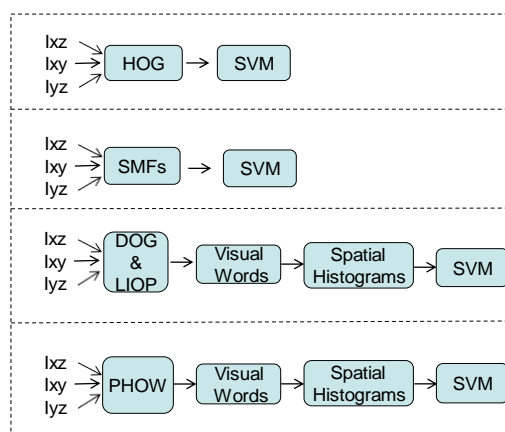 Ixz
Ixy
Iyz
HOG
SVM
Ixz
Ixy
Iyz
SMFs
SVM
Ixz
Ixy
Iyz
DOG
&
LIOP
Visual
Words
Spatial
Histograms
SVM
Ixz
Ixy
Iyz
PHOW
Visual
Words
Spatial
Histograms
SVM